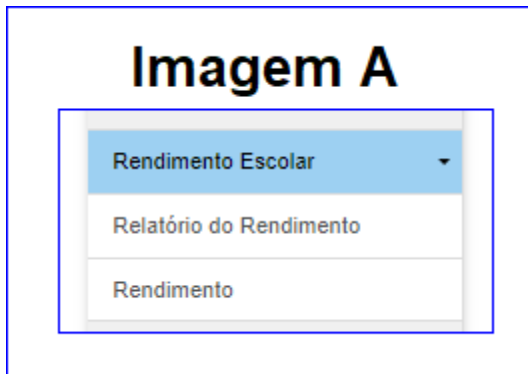 Imagem A
Rendimento Escolar
Relatório do Rendimento
Rendimento